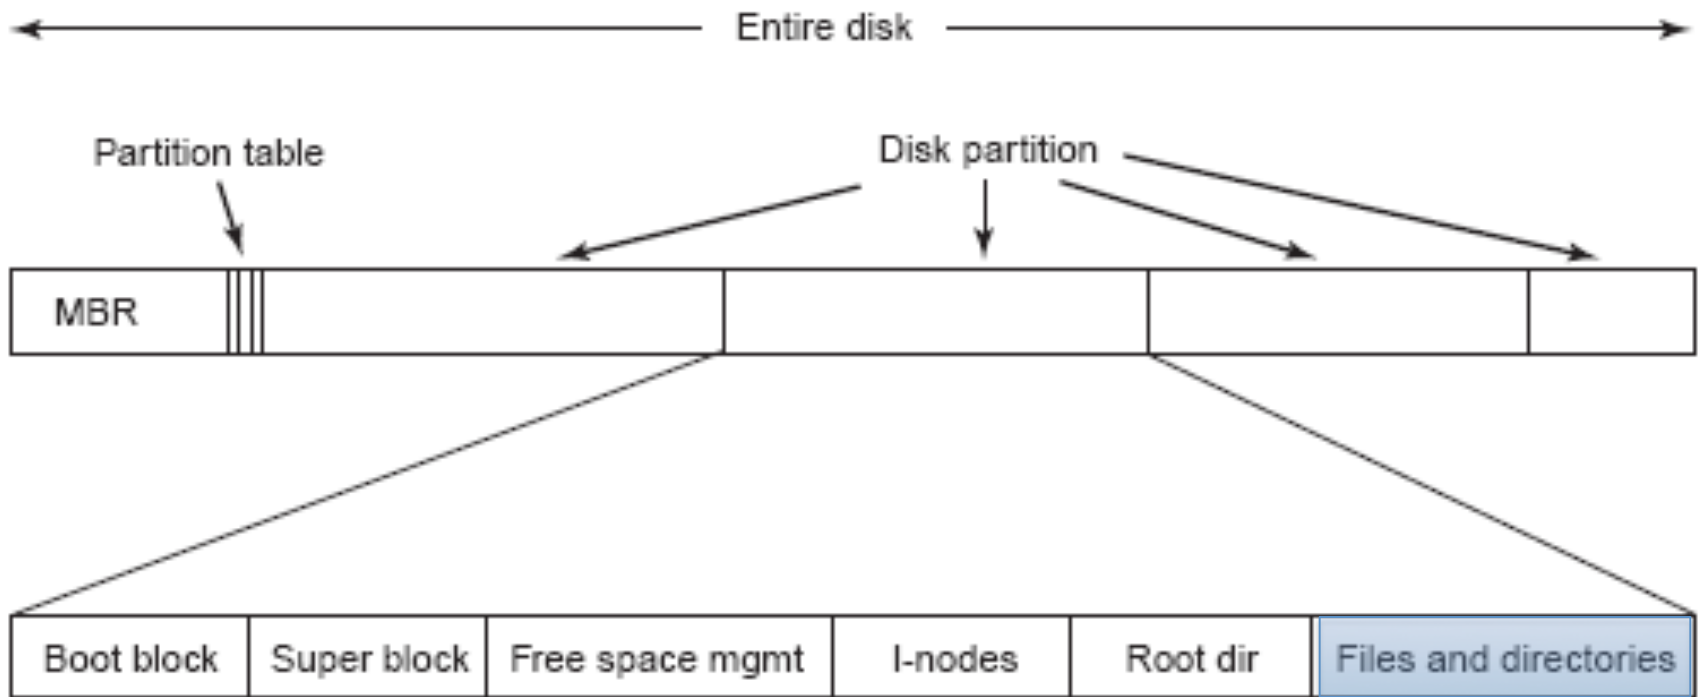 Entire disk
Partition table
Disk partition
MBR
Boot block
Super block
Free space mgmt
I-nodes
Root dir
Files and directories